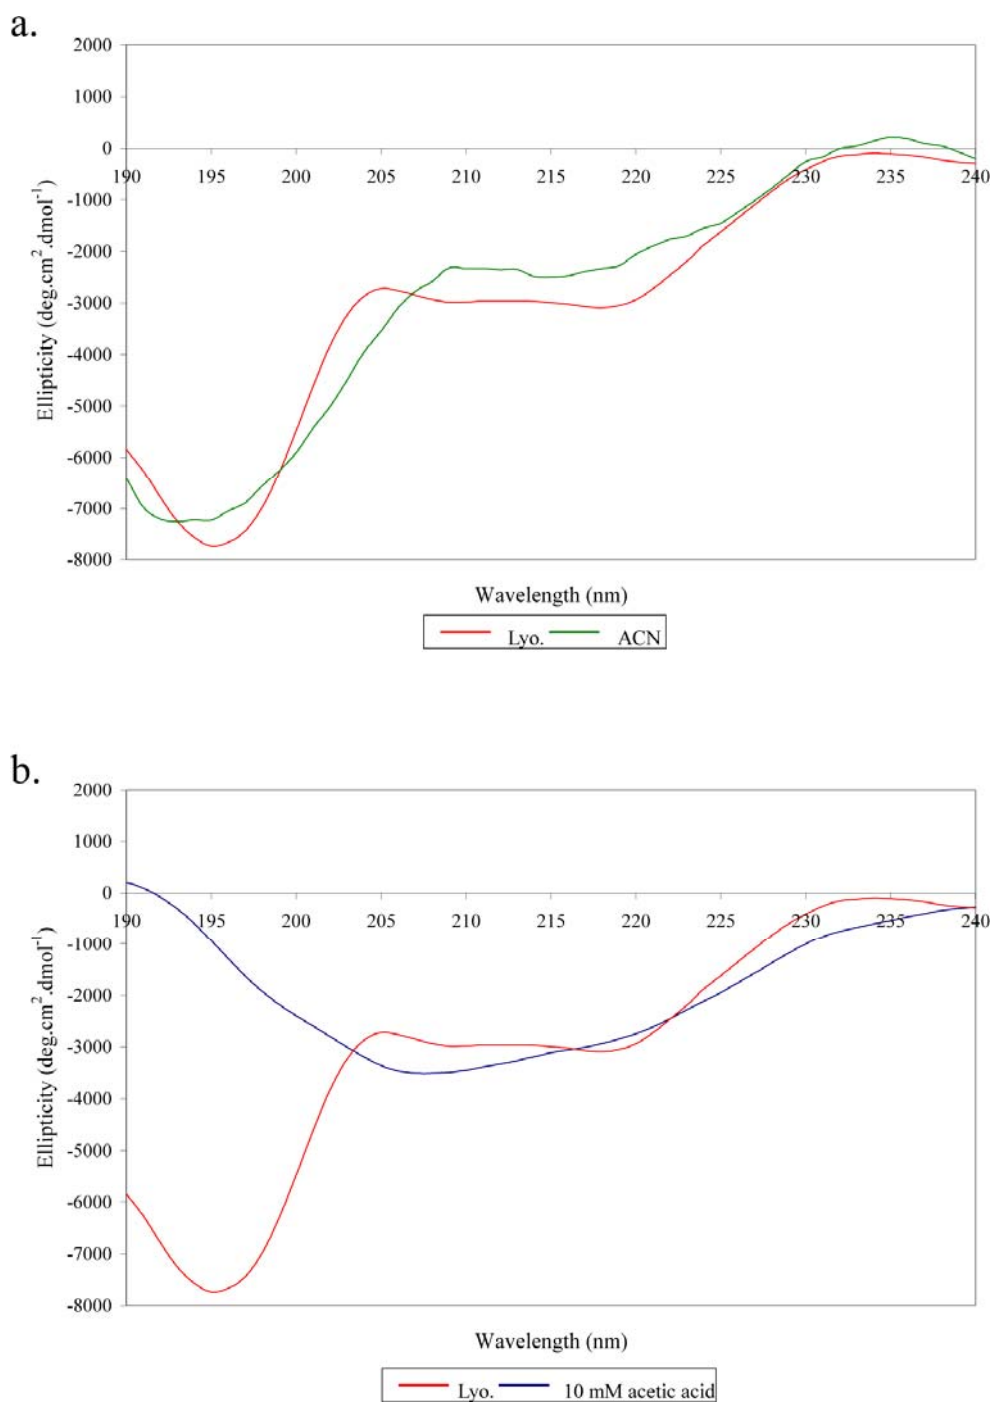 a.
2000
1000
0
190 195 200 205 210 215 220 225 230 235 240
-1000
-2000
-3000
-4000
-5000
-6000
-7000
-8000
Ellipticity (deg.cm².dmol⁻¹)
Wavelength (nm)
Lyo. ACN
b.
2000
1000
0
190 195 200 205 210 215 220 225 230 235 240
-1000
-2000
-3000
-4000
-5000
-6000
-7000
-8000
Ellipticity (deg.cm².dmol⁻¹)
Wavelength (nm)
Lyo. 10 mM acetic acid